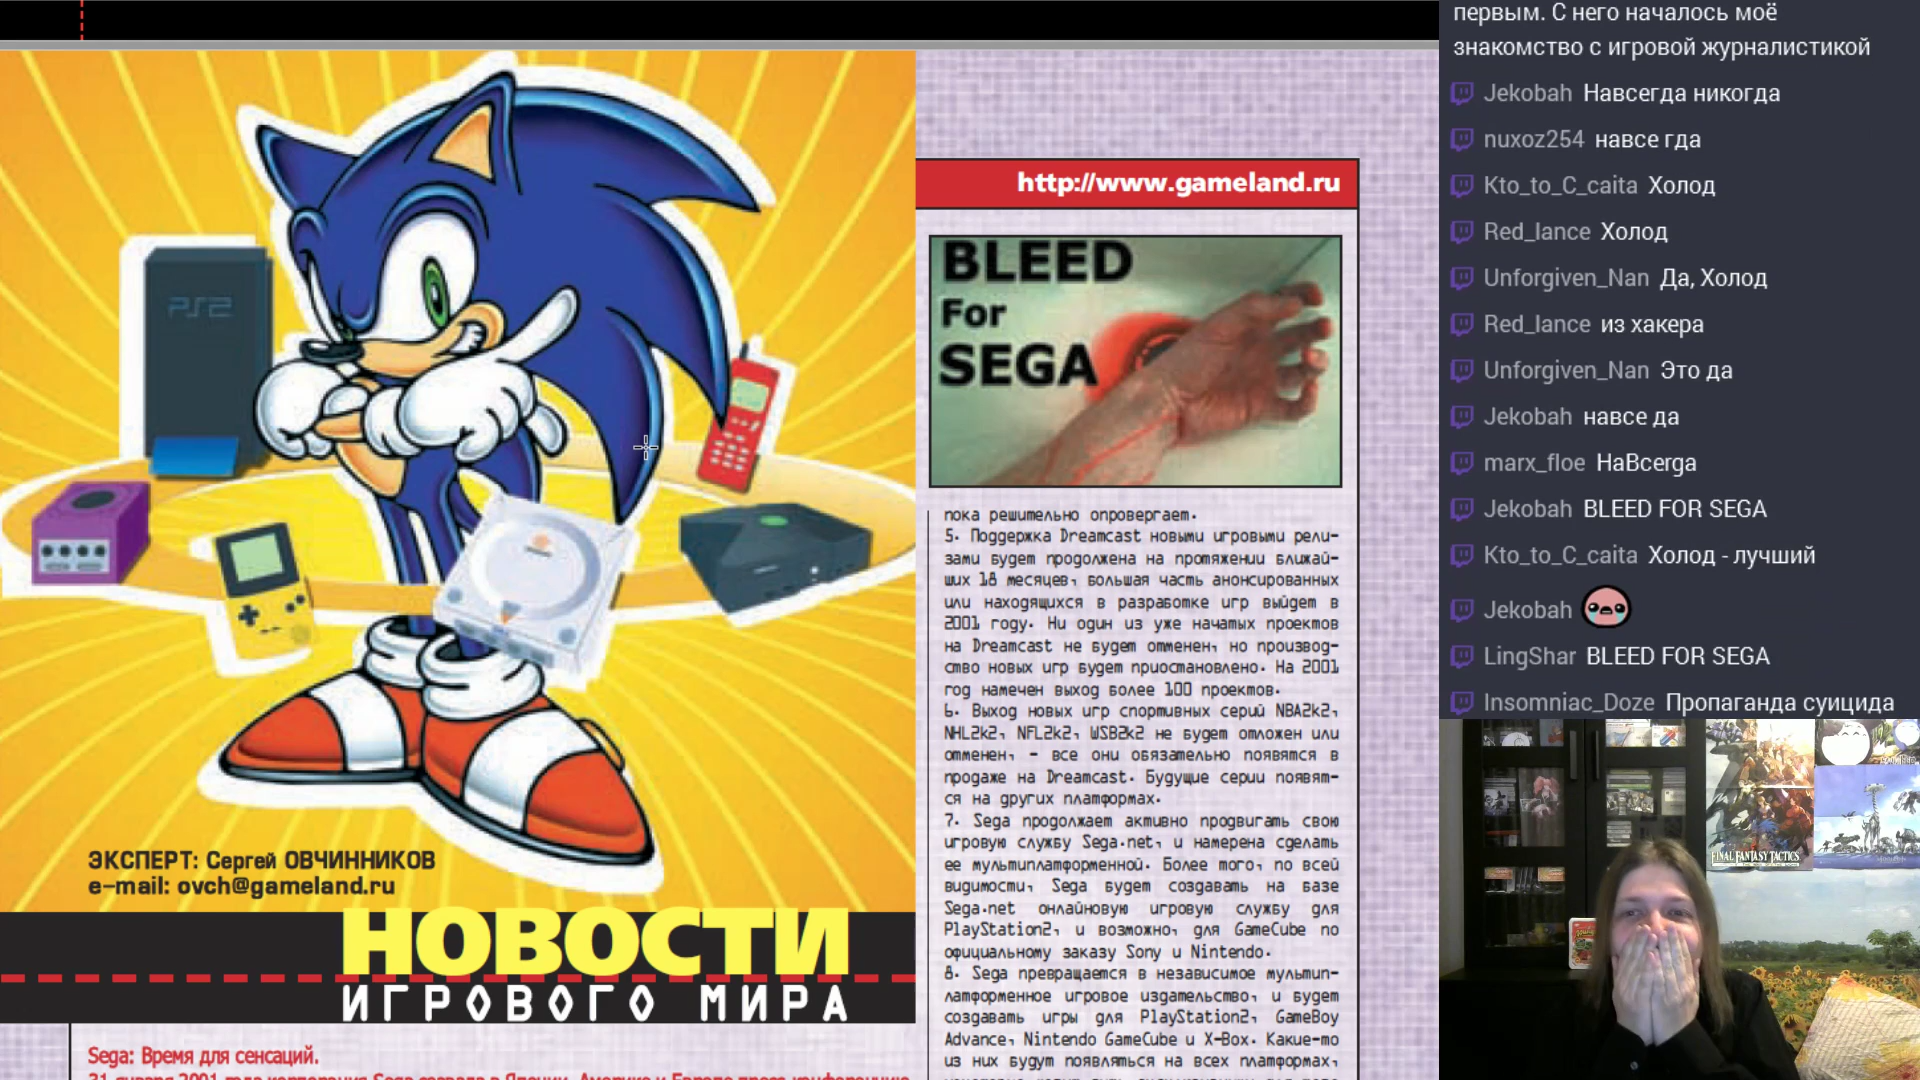 PS2
ЭКСПЕРТ: Сергей ОВЧИННИКОВ
e-mail: ovch@gameland.ru
НОВОСТИ
ИГРОВОГО МИРА
Sega: Время для сенсаций.
http://www.gameland.ru
BLEED
For
SEGA
пока решительно опровергает.
5. Поддержка Dreamcast новыми игровыми рели-
зами будет продолжена на протяжении ближай-
ших 18 месяцев, большая часть анонсированных
или находящихся в разработке игр выйдет в
2001 году. Ни один из уже начатых проектов
на Dreamcast не будет отменен, но производ-
ство новых игр будет приостановлено. На 2001
год намечен выход более 100 проектов.
6. Выход новых игр спортивных серий NBA2k2,
NHL2k2, NFL2k2, WSB2k2 не будет отложен или
отменен, - все они обязательно появятся в
продаже на Dreamcast. Будущие серии появят-
ся на других платформах.
7. Sega продолжает активно продвигать свою
игровую службу Sega.net, и намерена сделать
ее мультиплатформенной. Более того, по всей
видимости, Sega будет создавать на базе
Sega.net онлайновую игровую службу для
PlayStation2, и возможно, для GameCube по
официальному заказу Sony и Nintendo.
8. Sega превращается в независимое мультип-
латформенное игровое издательство, и будет
создавать игры для PlayStation2, GameBoy
Advance, Nintendo GameCube и X-Box. Какие-то
из них будут появляться на всех платформах,
первым. С него началось моё
знакомство с игровой журналистикой
Jekobah Навсегда никогда
nuxoz254 навсе гда
Kto_to_C_caita Холод
Red_lance Холод
Unforgiven_Nan Да, Холод
Red_lance из хакера
Unforgiven_Nan Это да
Jekobah навсе да
marx_floe НаВсегgа
Jekobah BLEED FOR SEGA
Kto_to_C_caita Холод - лучший
Jekobah
LingShar BLEED FOR SEGA
Insomniac_Doze Пропаганда суицида
FINAL FANTASY TACTICS